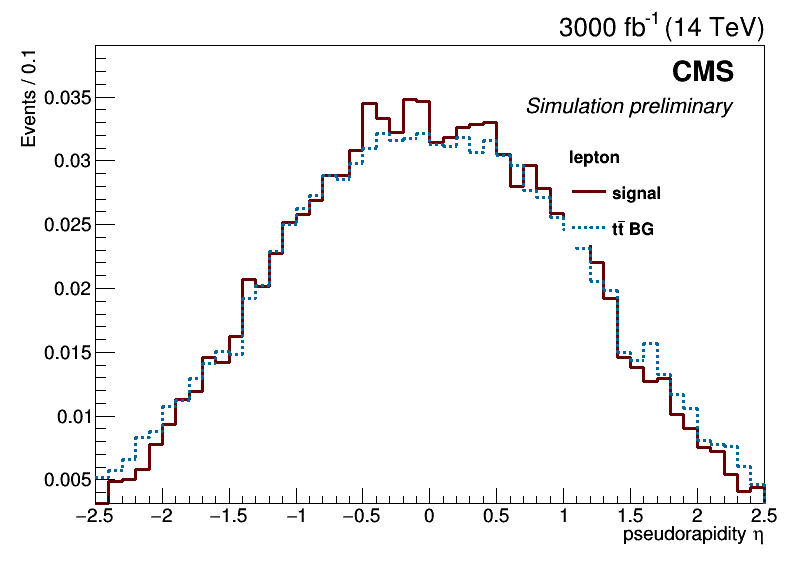 3000 fb⁻¹ (14 TeV)
Events / 0.1
CMS
Simulation preliminary
lepton
signal
tt̄ BG
0.035
0.03
0.025
0.02
0.015
0.01
0.005
−2.5 −2 −1.5 −1 −0.5 0 0.5 1 1.5 2 2.5
pseudorapidity η